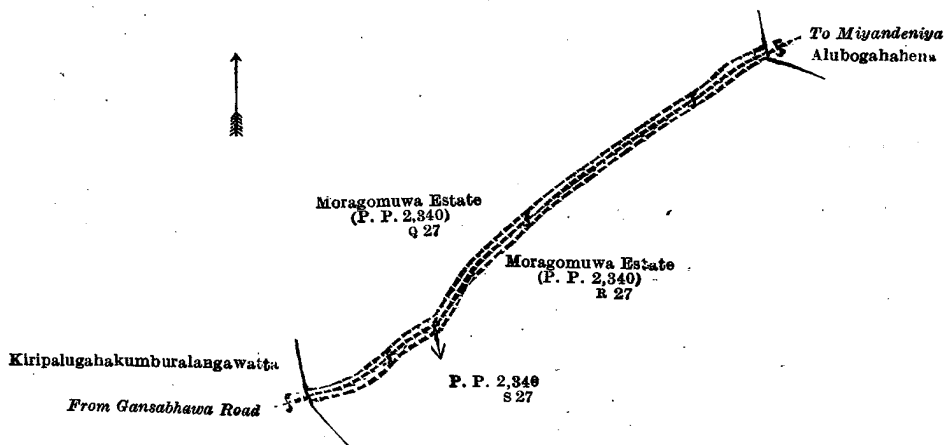 To Miyandeniya
Alubogahahena
Moragomuwa Estate
(P. P. 2,340)
Q 27
Moragomuwa Estate
(P. P. 2,340)
R 27
Kiripalugahakumburalangawatta
From Gansabhawa Road
P. P. 2,340
S 27